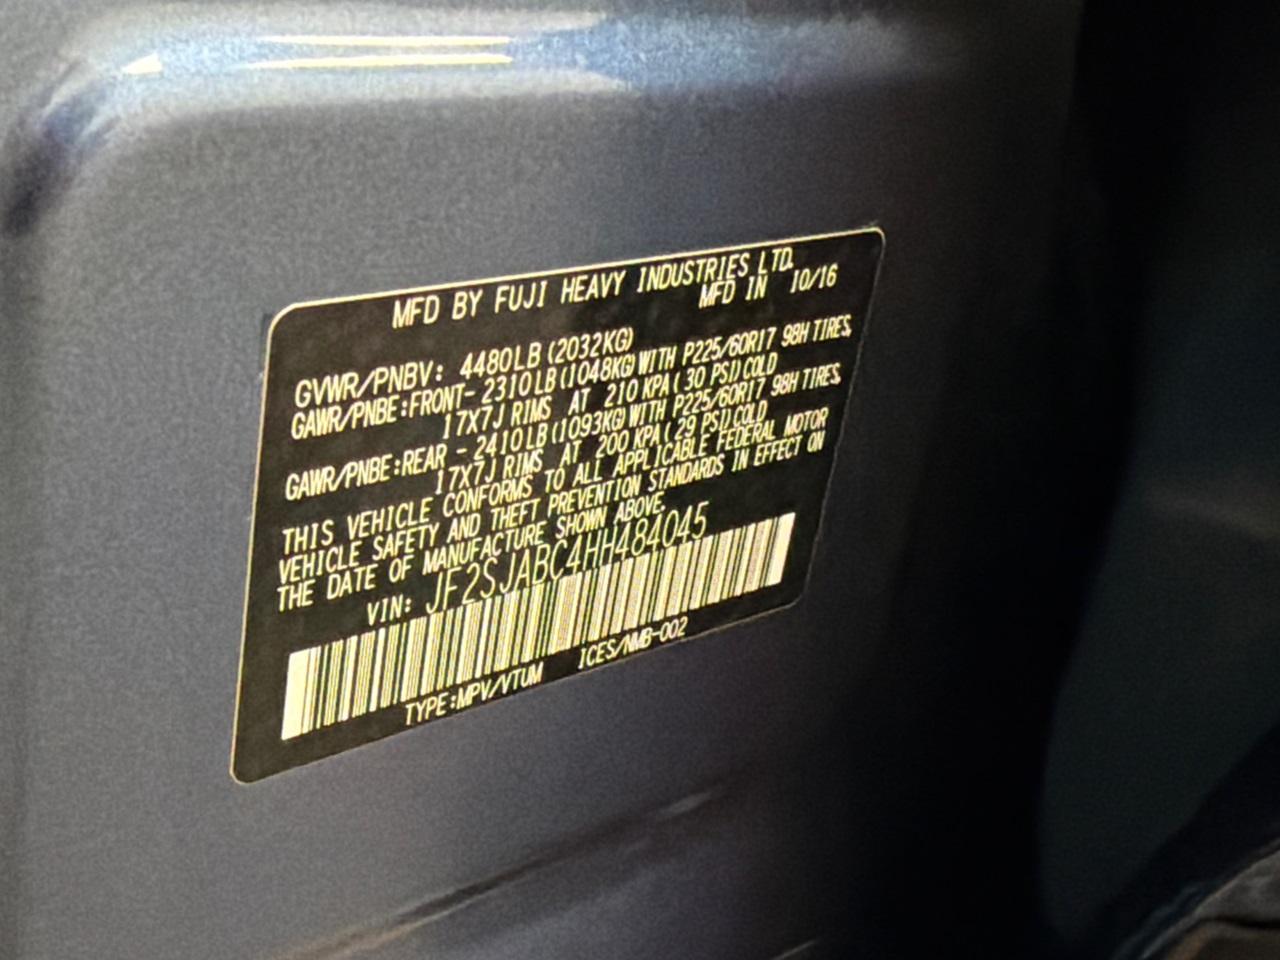 MFD BY FUJI HEAVY INDUSTRIES LTD.
MFD IN 10/16
GVWR/PNBV: 4480LB (2032KG)
GAWR/PNBE:FRONT- 2310LB (1048KG) WITH P225/60R17 98H TIRES,
17X7J RIMS AT 210 KPA ( 30 PSI) COLD
GAWR/PNBE:REAR - 2410LB (1093KG) WITH P225/60R17 98H TIRES,
17X7J RIMS AT 200 KPA ( 29 PSI) COLD
THIS VEHICLE CONFORMS TO ALL APPLICABLE FEDERAL MOTOR
VEHICLE SAFETY AND THEFT PREVENTION STANDARDS IN EFFECT ON
THE DATE OF MANUFACTURE SHOWN ABOVE.
VIN: JF2SJABC4HH484045
TYPE:MPV/VTUM ICES/NMB-002